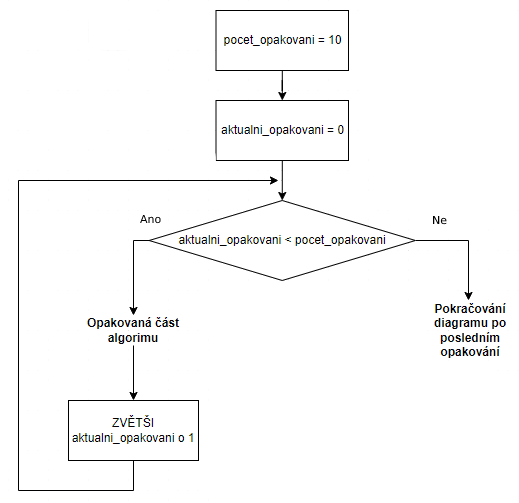 pocet_opakovani = 10
aktualni_opakovani = 0
Ano
Ne
aktualni_opakovani < pocet_opakovani
Opakovaná část
algorimu
Pokračování
diagramu po
posledním
opakování
ZVĚTŠI
aktualni_opakovani o 1